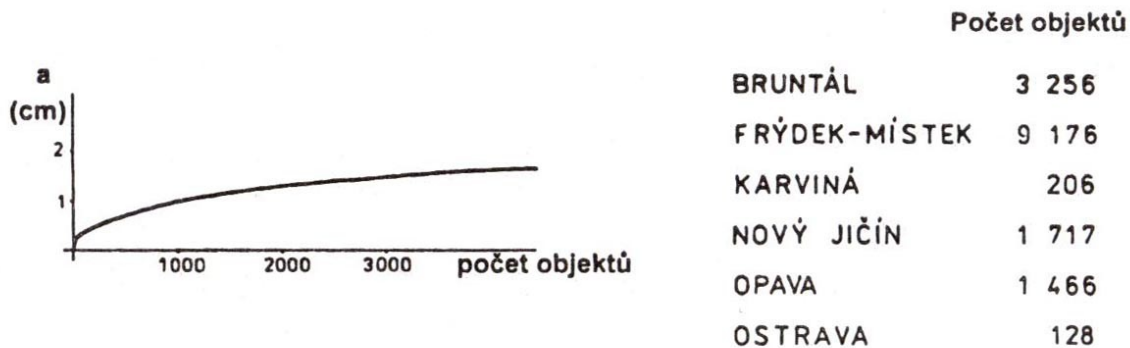 Počet objektů
a
(cm)
2
1
1000 2000 3000 počet objektů
BRUNTÁL 3 256
FRÝDEK-MÍSTEK 9 176
KARVINÁ 206
NOVÝ JIČÍN 1 717
OPAVA 1 466
OSTRAVA 128